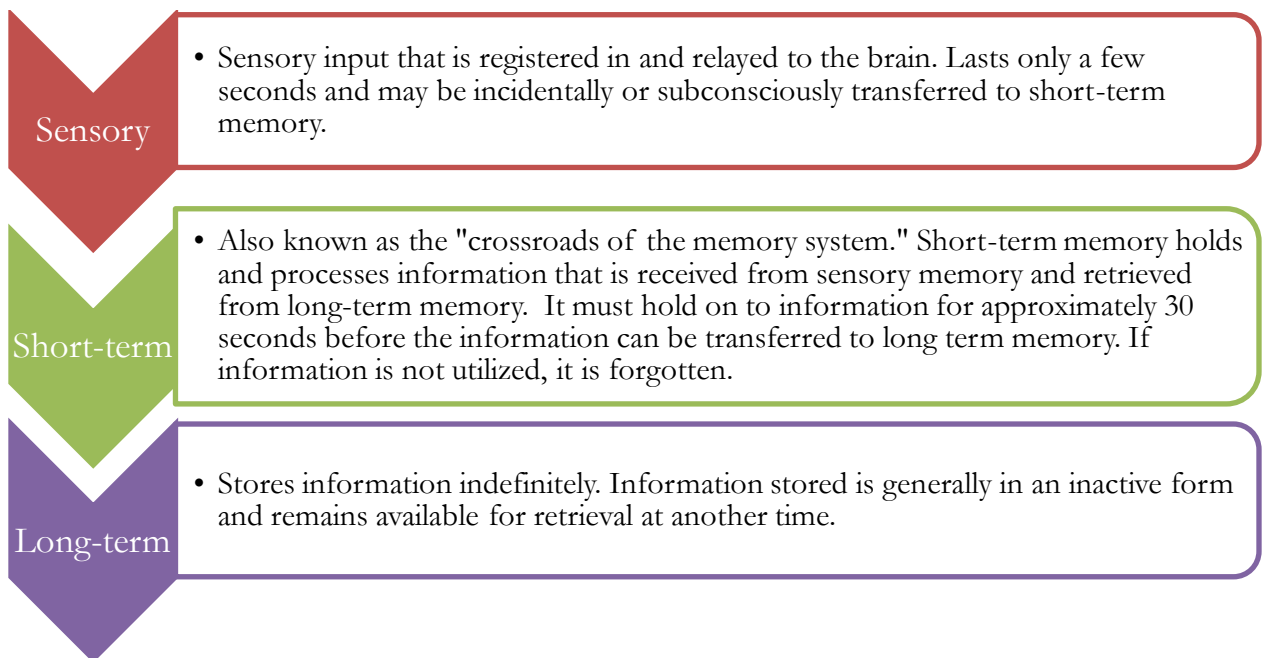 Sensory
• Sensory input that is registered in and relayed to the brain. Lasts only a few
seconds and may be incidentally or subconsciously transferred to short-term
memory.
Short-term
• Also known as the "crossroads of the memory system." Short-term memory holds
and processes information that is received from sensory memory and retrieved
from long-term memory.  It must hold on to information for approximately 30
seconds before the information can be transferred to long term memory. If
information is not utilized, it is forgotten.
Long-term
• Stores information indefinitely. Information stored is generally in an inactive form
and remains available for retrieval at another time.